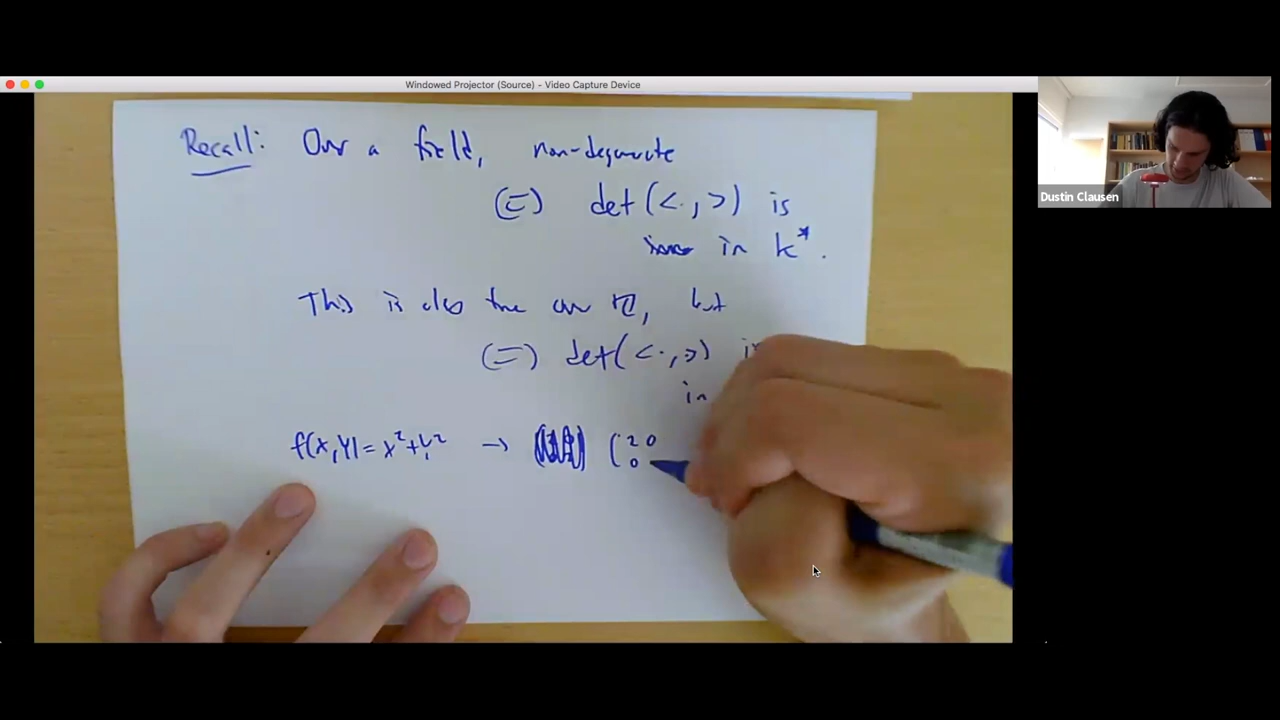 Windowed Projector (Source) - Video Capture Device
Dustin Clausen
Recall: Over a field, non-degenerate
⟺ det(<·,>) is
in k*.
This is also true over ℤ, but
⟺ det(<·,>)
in
f(x,y) = x²+y² → (2 0
0